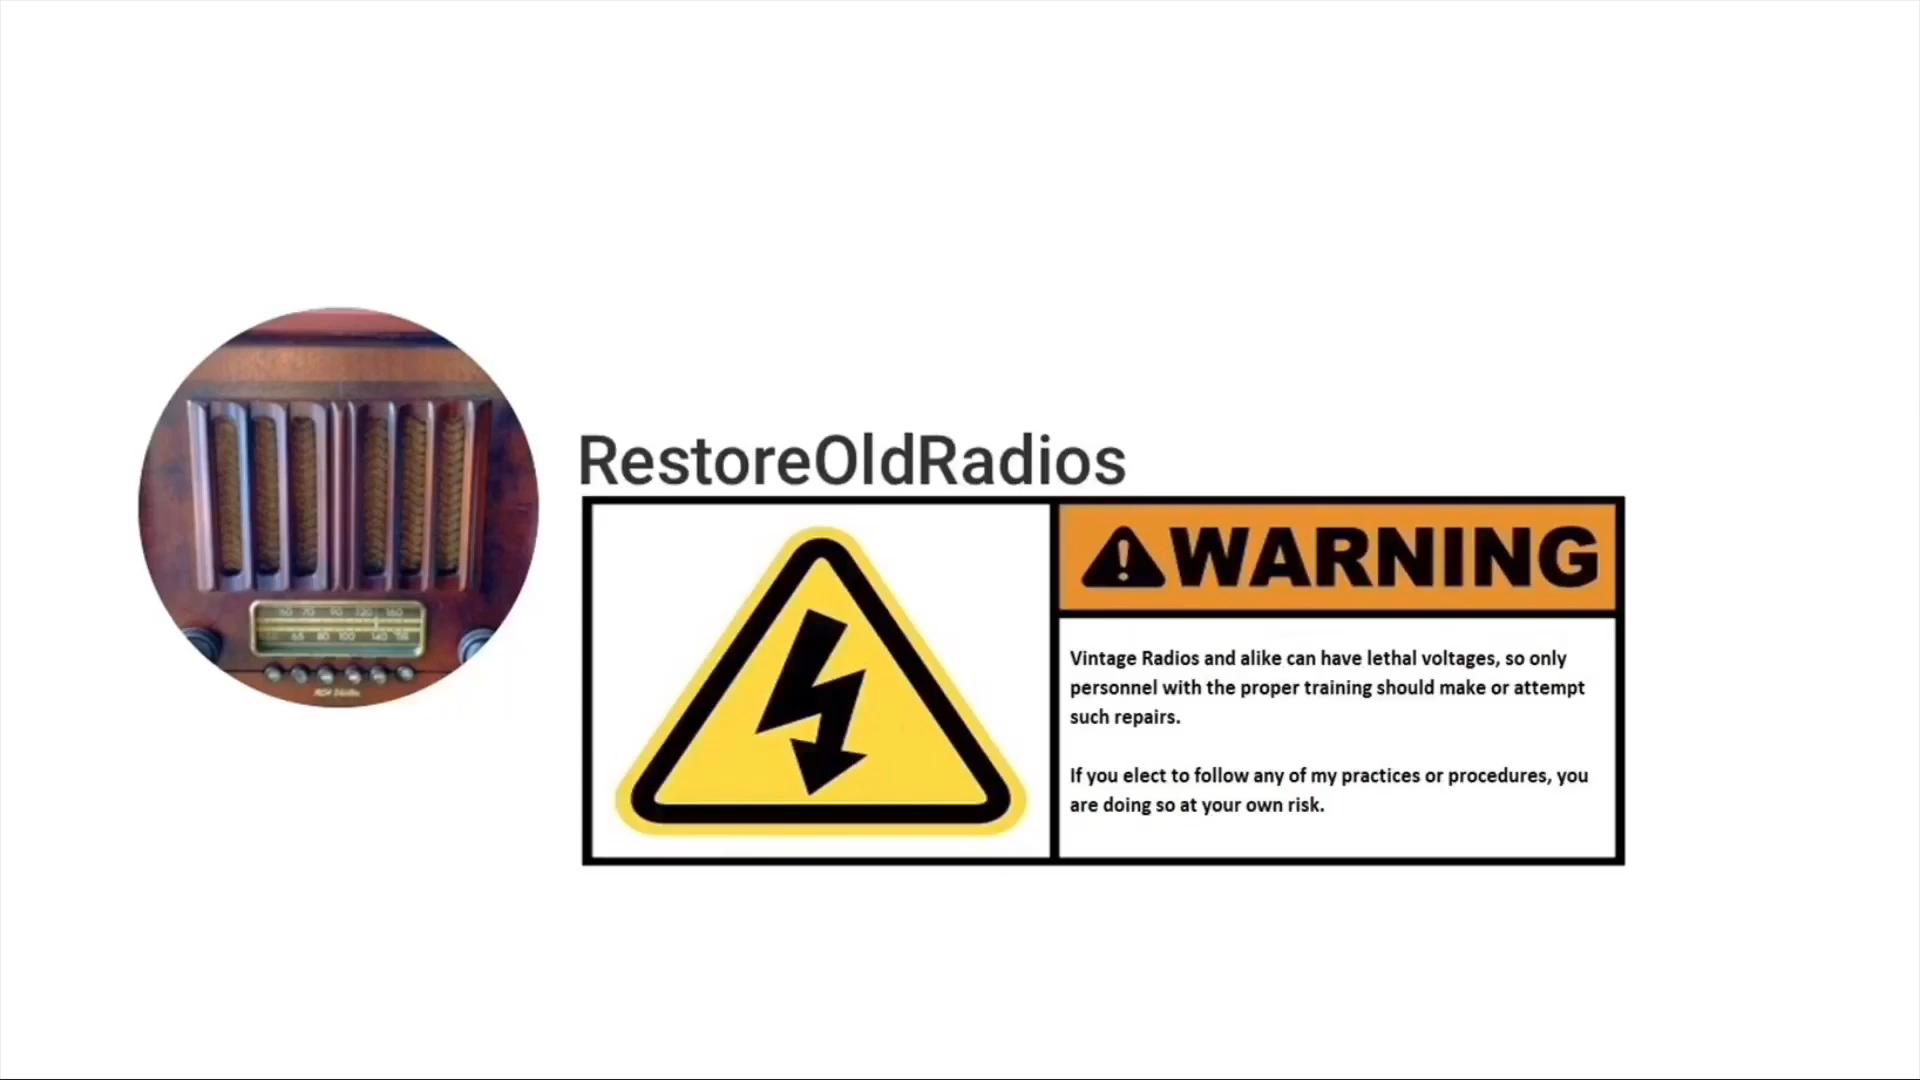 RestoreOldRadios
WARNING
Vintage Radios and alike can have lethal voltages, so only
personnel with the proper training should make or attempt
such repairs.
If you elect to follow any of my practices or procedures, you
are doing so at your own risk.